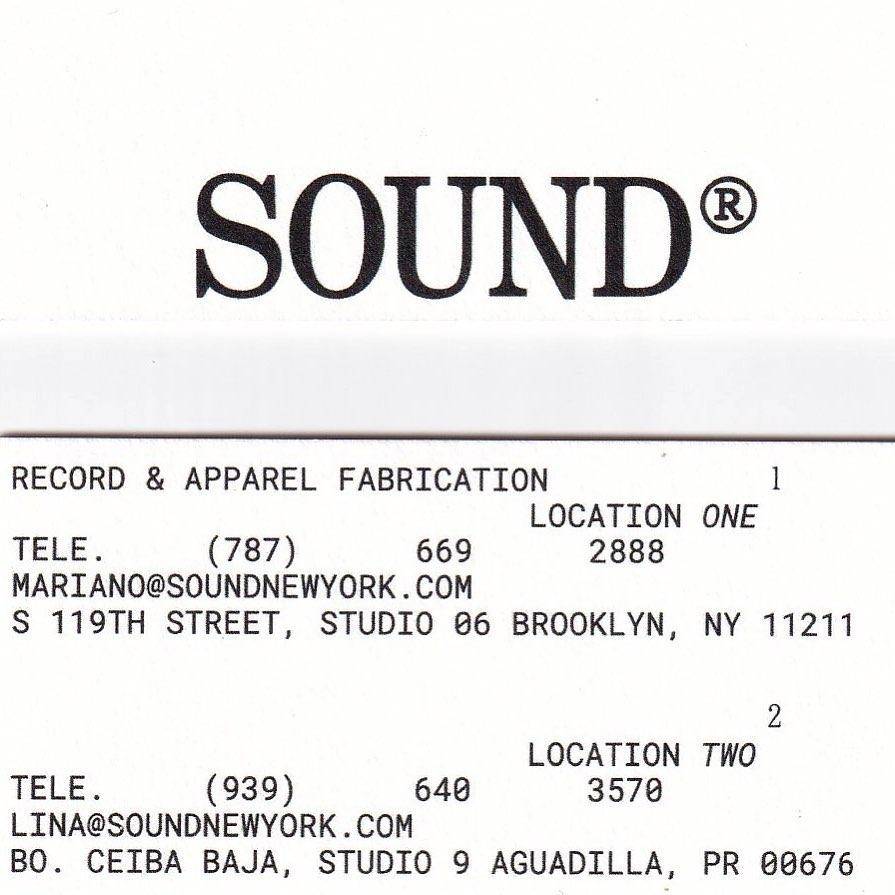 SOUND®
RECORD & APPAREL FABRICATION 1
LOCATION ONE
TELE. (787) 669 2888
MARIANO@SOUNDNEWYORK.COM
S 119TH STREET, STUDIO 06 BROOKLYN, NY 11211
2
LOCATION TWO
TELE. (939) 640 3570
LINA@SOUNDNEWYORK.COM
BO. CEIBA BAJA, STUDIO 9 AGUADILLA, PR 00676